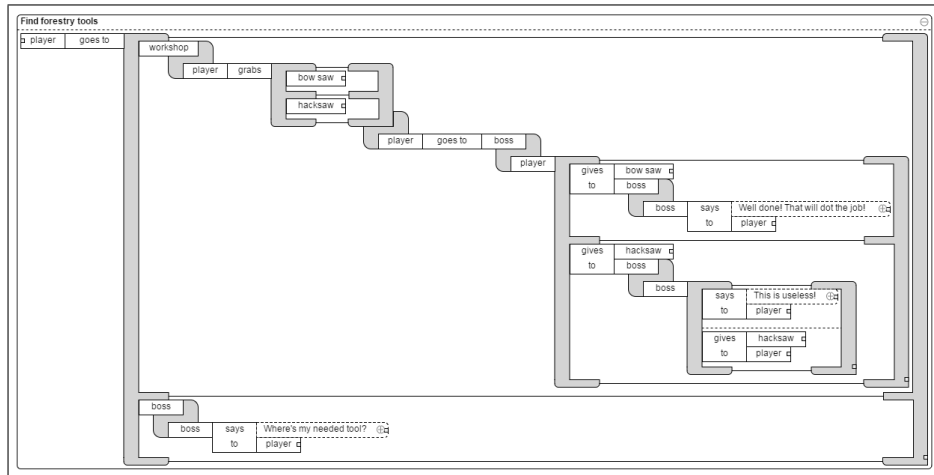 Find forestry tools
player goes to
workshop
player grabs
bow saw
hacksaw
player goes to boss
player
gives bow saw
to boss
boss says Well done! That will dot the job!
to player
gives hacksaw
to boss
boss
says This is useless!
to player
gives hacksaw
to player
boss
boss says Where's my needed tool?
to player